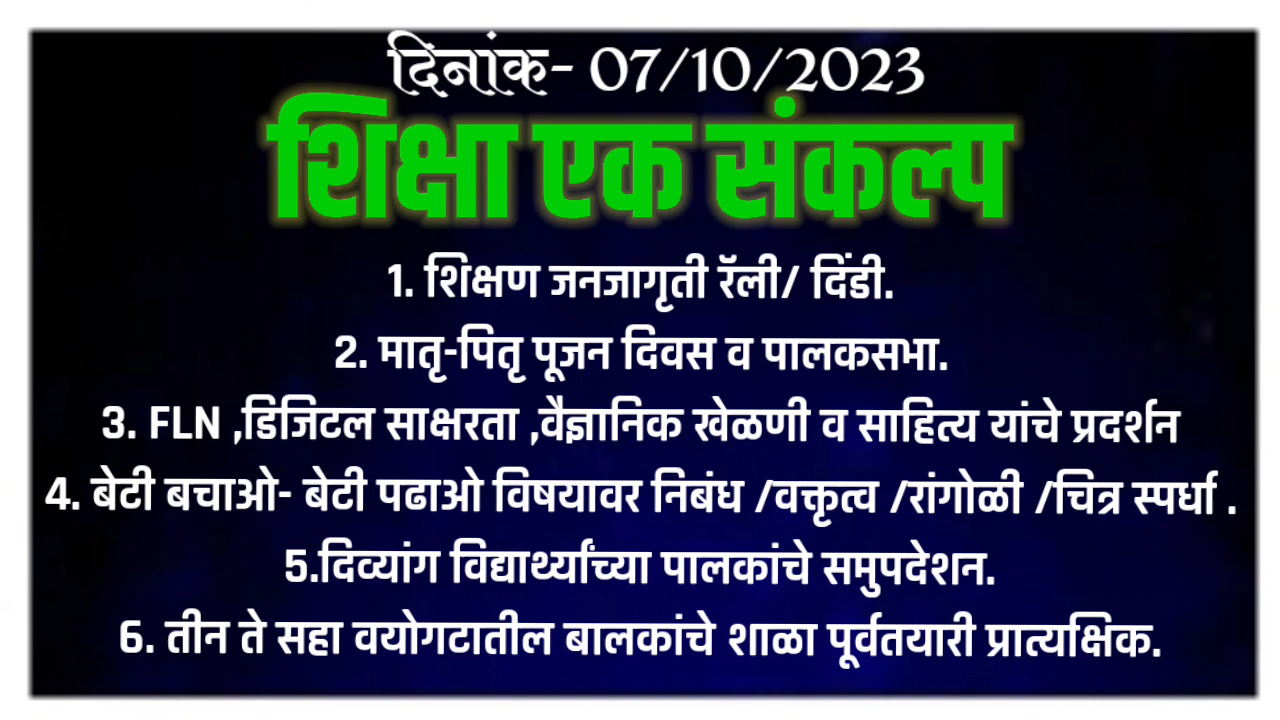 दिनांक- 07/10/2023
शिक्षा एक संकल्प
1. शिक्षण जनजागृती रॅली/ दिंडी.
2. मातृ-पितृ पूजन दिवस व पालकसभा.
3. FLN ,डिजिटल साक्षरता ,वैज्ञानिक खेळणी व साहित्य यांचे प्रदर्शन
4. बेटी बचाओ- बेटी पढाओ विषयावर निबंध /वक्तृत्व /रांगोळी /चित्र स्पर्धा .
5.दिव्यांग विद्यार्थ्यांच्या पालकांचे समुपदेशन.
6. तीन ते सहा वयोगटातील बालकांचे शाळा पूर्वतयारी प्रात्यक्षिक.